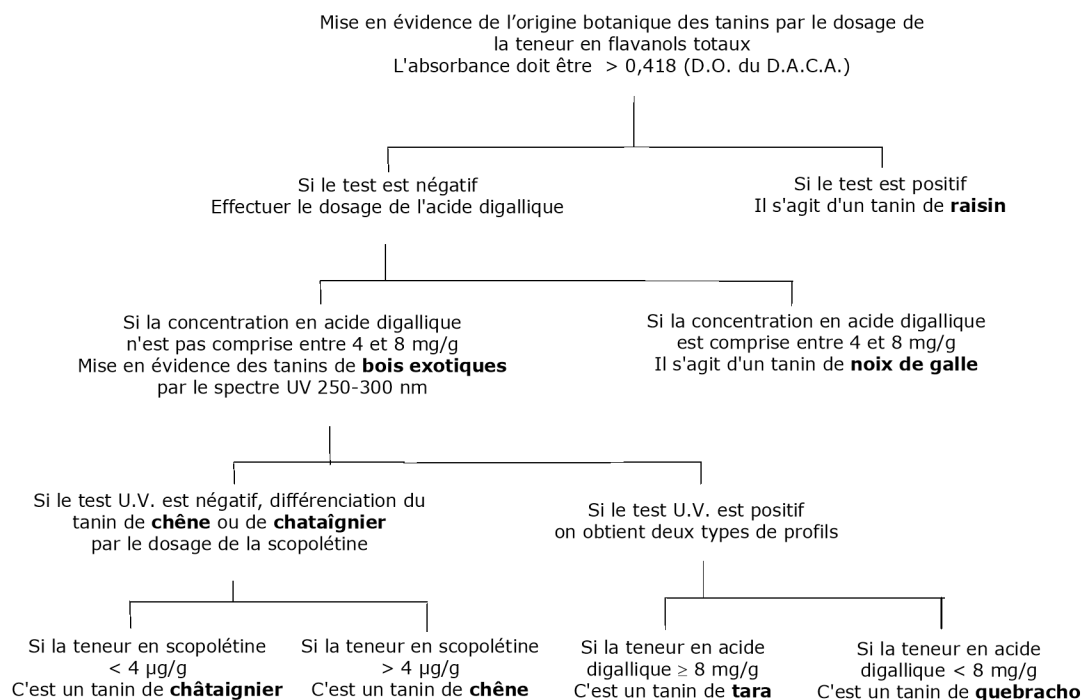 Mise en évidence de l’origine botanique des tanins par le dosage de
la teneur en flavanols totaux
L'absorbance doit être > 0,418 (D.O. du D.A.C.A.)
Si le test est négatif
Effectuer le dosage de l'acide digallique
Si le test est positif
Il s'agit d'un tanin de raisin
Si la concentration en acide digallique
n'est pas comprise entre 4 et 8 mg/g
Mise en évidence des tanins de bois exotiques
par le spectre UV 250-300 nm
Si la concentration en acide digallique
est comprise entre 4 et 8 mg/g
Il s'agit d'un tanin de noix de galle
Si le test U.V. est négatif, différenciation du
tanin de chêne ou de chataîgnier
par le dosage de la scopolétine
Si le test U.V. est positif
on obtient deux types de profils
Si la teneur en scopolétine
< 4 µg/g
C'est un tanin de châtaignier
Si la teneur en scopolétine
> 4 µg/g
C'est un tanin de chêne
Si la teneur en acide
digallique ≥ 8 mg/g
C'est un tanin de tara
Si la teneur en acide
digallique < 8 mg/g
C'est un tanin de quebracho